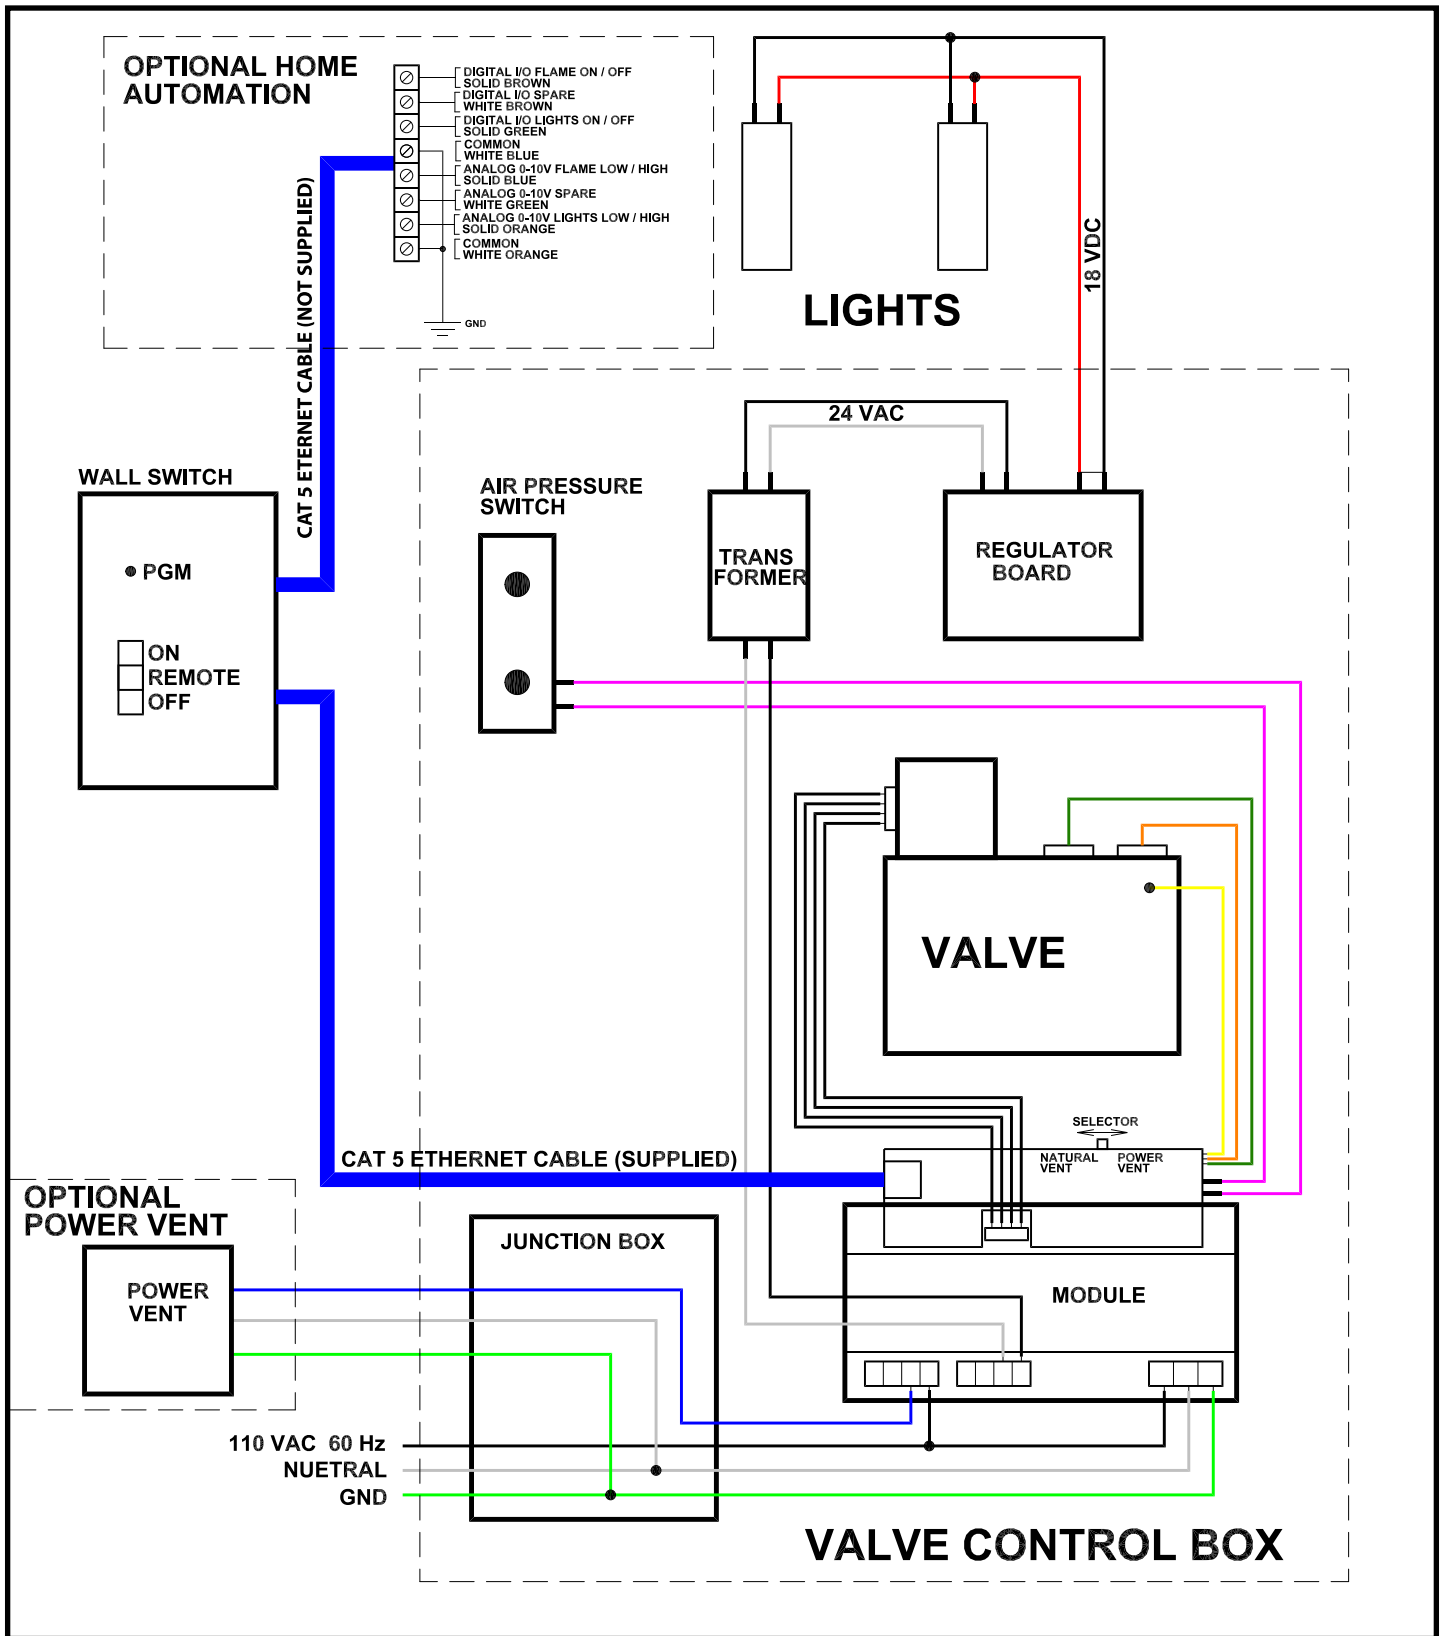 OPTIONAL HOME
AUTOMATION
DIGITAL I/O FLAME ON / OFF
SOLID BROWN
DIGITAL I/O SPARE
WHITE BROWN
DIGITAL I/O LIGHTS ON / OFF
SOLID GREEN
COMMON
WHITE BLUE
ANALOG 0-10V FLAME LOW / HIGH
SOLID BLUE
ANALOG 0-10V SPARE
WHITE GREEN
ANALOG 0-10V LIGHTS LOW / HIGH
SOLID ORANGE
COMMON
WHITE ORANGE
GND
CAT 5 ETERNET CABLE (NOT SUPPLIED)
LIGHTS
18 VDC
24 VAC
WALL SWITCH
PGM
ON
REMOTE
OFF
AIR PRESSURE
SWITCH
TRANS
FORMER
REGULATOR
BOARD
VALVE
SELECTOR
NATURAL
VENT
POWER
VENT
CAT 5 ETHERNET CABLE (SUPPLIED)
OPTIONAL
POWER VENT
POWER
VENT
JUNCTION BOX
MODULE
110 VAC 60 Hz
NUETRAL
GND
VALVE CONTROL BOX